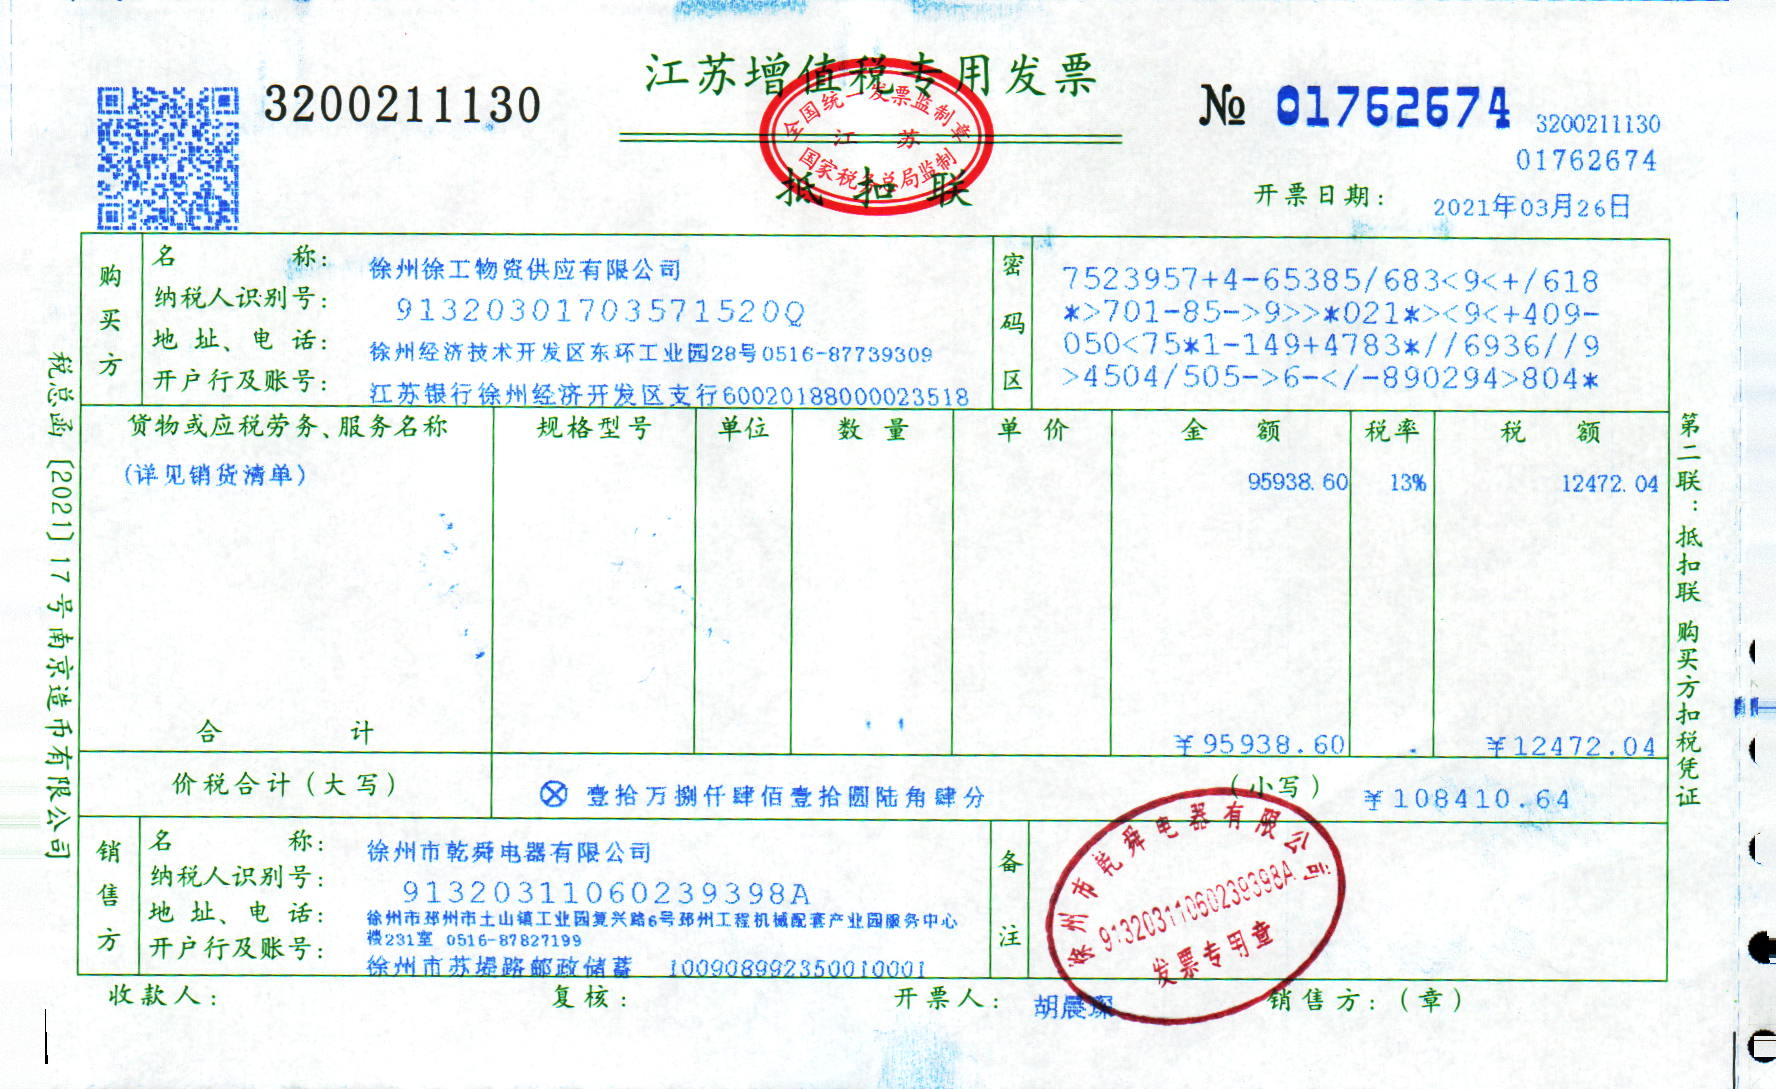 江苏增值税专用发票
3200211130
№ 01762674
3200211130
01762674
全国统一发票监制章
江 苏
国家税务总局监制
抵 扣 联
开票日期： 2021年03月26日
购买方
名 称： 徐州徐工物资供应有限公司
纳税人识别号： 91320301703571520Q
地 址、电 话： 徐州经济技术开发区东环工业园28号0516-87739309
开户行及账号： 江苏银行徐州经济开发区支行60020188000023518
密码区
7523957+4-65385/683<9<+/618
*>701-85->9>>*021*><9<+409-
050<75*1-149+4783*//6936//9
>4504/505->6-</-890294>804*
货物或应税劳务、服务名称 规格型号 单位 数 量 单 价 金 额 税率 税 额
(详见销货清单) 95938.60 13% 12472.04
合 计 ¥95938.60 ¥12472.04
价税合计（大写） ⊗ 壹拾万捌仟肆佰壹拾圆陆角肆分 （小写） ¥108410.64
销售方
名 称： 徐州市乾舜电器有限公司
纳税人识别号： 91320311060239398A
地 址、电 话： 徐州市邳州市土山镇工业园复兴路6号邳州工程机械配套产业园服务中心
楼231室 0516-87827199
开户行及账号： 徐州市苏堤路邮政储蓄 100908992350010001
备注
徐州市乾舜电器有限公司
91320311060239398A
发票专用章
收款人： 复核： 开票人： 胡晨琛 销售方：（章）
税总函〔2021〕17号南京造币有限公司
第二联：抵扣联 购买方扣税凭证